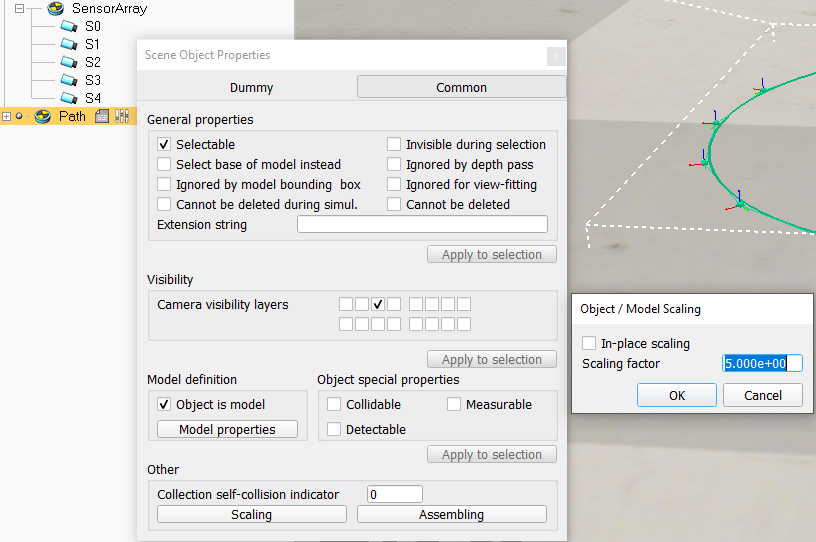 SensorArray
S0
S1
S2
S3
S4
Path
Scene Object Properties
Dummy
Common
General properties
Selectable
Invisible during selection
Select base of model instead
Ignored by depth pass
Ignored by model bounding box
Ignored for view-fitting
Cannot be deleted during simul.
Cannot be deleted
Extension string
Apply to selection
Visibility
Camera visibility layers
Apply to selection
Model definition
Object special properties
Object is model
Collidable
Measurable
Model properties
Detectable
Apply to selection
Other
Collection self-collision indicator
0
Scaling
Assembling
Object / Model Scaling
In-place scaling
Scaling factor
5.000e+00
OK
Cancel